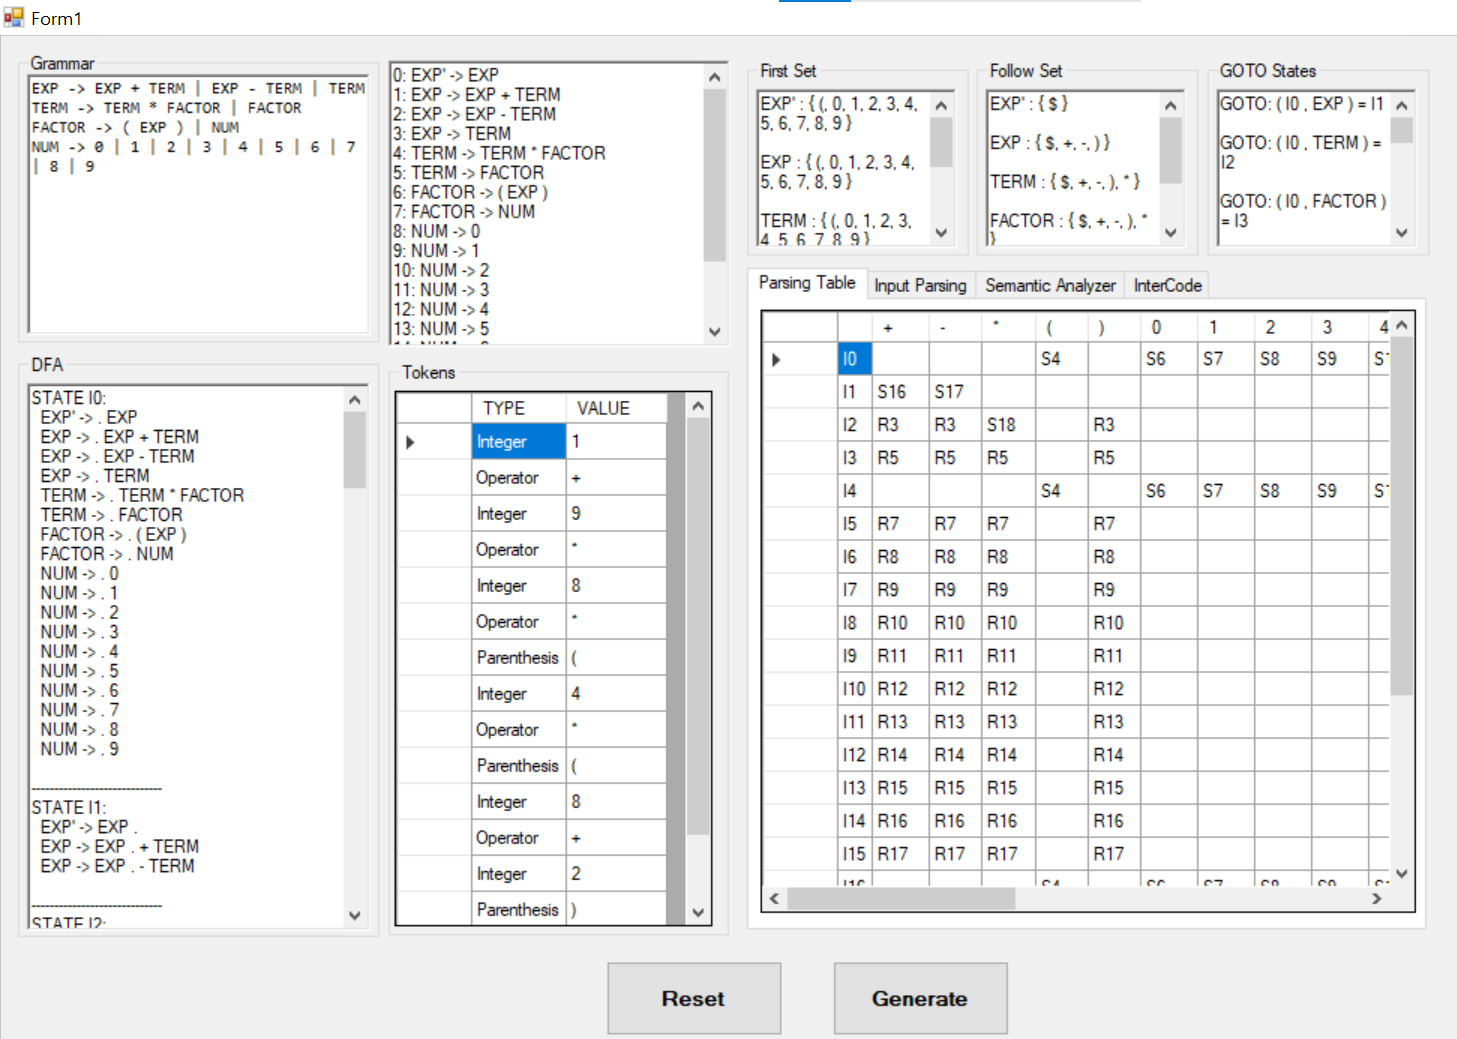 Form1
Grammar
EXP -> EXP + TERM | EXP - TERM | TERM
TERM -> TERM * FACTOR | FACTOR
FACTOR -> ( EXP ) | NUM
NUM -> 0 | 1 | 2 | 3 | 4 | 5 | 6 | 7
| 8 | 9
0: EXP' -> EXP
1: EXP -> EXP + TERM
2: EXP -> EXP - TERM
3: EXP -> TERM
4: TERM -> TERM * FACTOR
5: TERM -> FACTOR
6: FACTOR -> ( EXP )
7: FACTOR -> NUM
8: NUM -> 0
9: NUM -> 1
10: NUM -> 2
11: NUM -> 3
12: NUM -> 4
13: NUM -> 5
First Set
EXP' : { (, 0, 1, 2, 3, 4,
5, 6, 7, 8, 9 }
EXP : { (, 0, 1, 2, 3, 4,
5, 6, 7, 8, 9 }
TERM : { (, 0, 1, 2, 3,
4, 5, 6, 7, 8, 9 }
Follow Set
EXP' : { $ }
EXP : { $, +, -, ) }
TERM : { $, +, -, ), * }
FACTOR : { $, +, -, ), *
}
GOTO States
GOTO: ( I0 , EXP ) = I1
GOTO: ( I0 , TERM ) =
I2
GOTO: ( I0 , FACTOR )
= I3
DFA
STATE I0:
EXP' -> . EXP
EXP -> . EXP + TERM
EXP -> . EXP - TERM
EXP -> . TERM
TERM -> . TERM * FACTOR
TERM -> . FACTOR
FACTOR -> . ( EXP )
FACTOR -> . NUM
NUM -> . 0
NUM -> . 1
NUM -> . 2
NUM -> . 3
NUM -> . 4
NUM -> . 5
NUM -> . 6
NUM -> . 7
NUM -> . 8
NUM -> . 9
------------------------------
STATE I1:
EXP' -> EXP .
EXP -> EXP . + TERM
EXP -> EXP . - TERM
------------------------------
STATE I2:
Tokens
TYPE VALUE
Integer 1
Operator +
Integer 9
Operator *
Integer 8
Operator *
Parenthesis (
Integer 4
Operator *
Parenthesis (
Integer 8
Operator +
Integer 2
Parenthesis )
Parsing Table Input Parsing Semantic Analyzer InterCode
+ - * ( ) 0 1 2 3 4
I0 S4 S6 S7 S8 S9
I1 S16 S17
I2 R3 R3 S18 R3
I3 R5 R5 R5 R5
I4 S4 S6 S7 S8 S9
I5 R7 R7 R7 R7
I6 R8 R8 R8 R8
I7 R9 R9 R9 R9
I8 R10 R10 R10 R10
I9 R11 R11 R11 R11
I10 R12 R12 R12 R12
I11 R13 R13 R13 R13
I12 R14 R14 R14 R14
I13 R15 R15 R15 R15
I14 R16 R16 R16 R16
I15 R17 R17 R17 R17
I16 S4 S6 S7 S8 S9
Reset
Generate